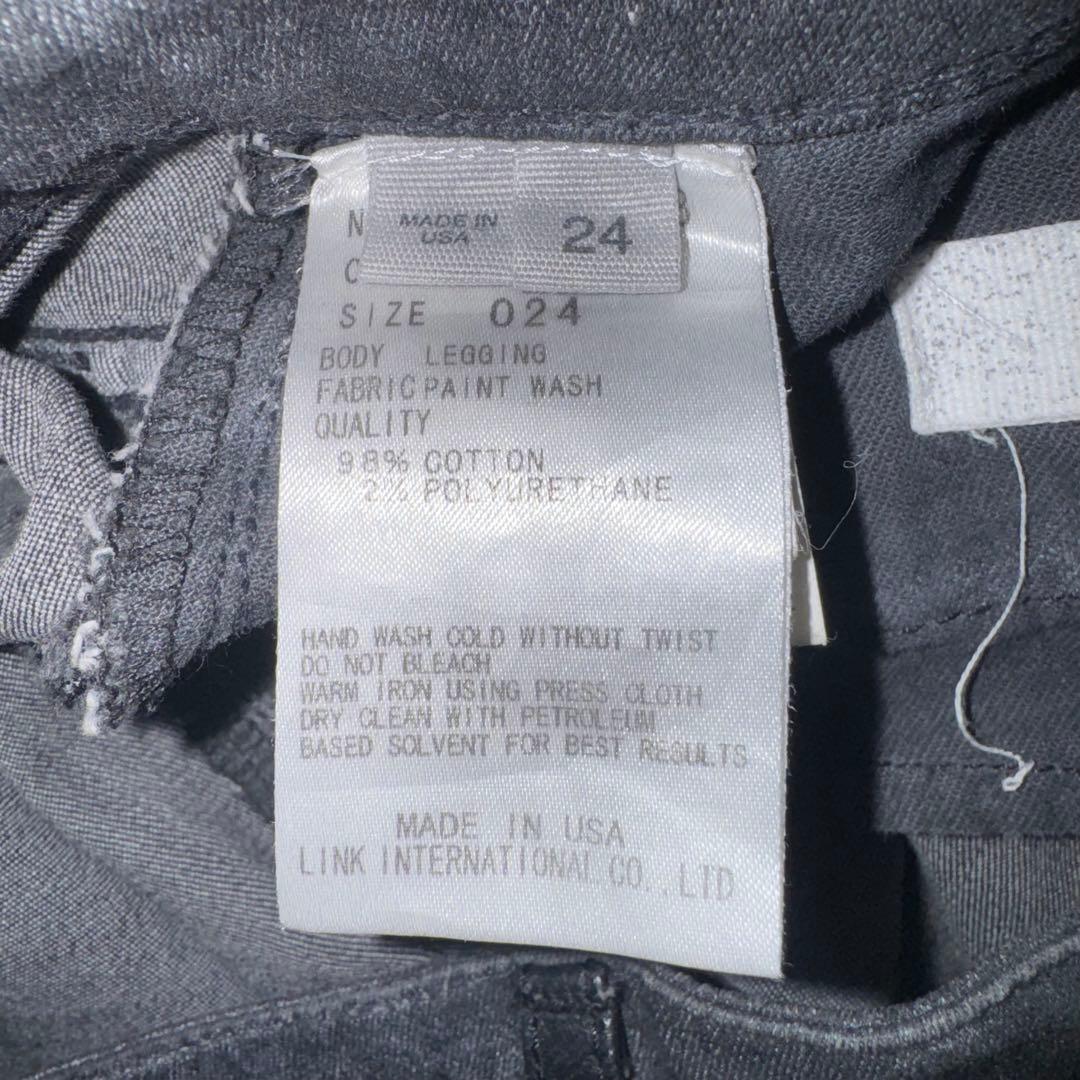 MADE IN
USA
24
SIZE 024
BODY LEGGING
FABRIC PAINT WASH
QUALITY
98% COTTON
2% POLYURETHANE
HAND WASH COLD WITHOUT TWIST
DO NOT BLEACH
WARM IRON USING PRESS CLOTH
DRY CLEAN WITH PETROLEUM
BASED SOLVENT FOR BEST RESULTS
MADE IN USA
LINK INTERNATIONAL CO.,LTD